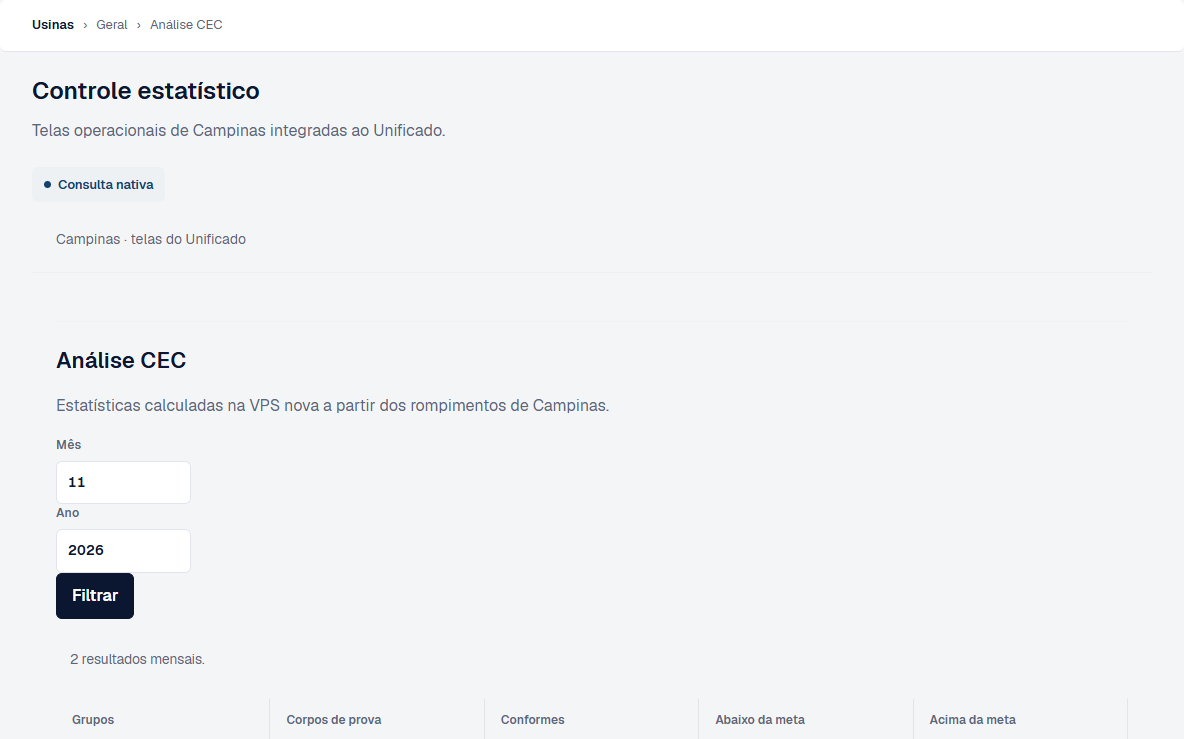 Usinas › Geral › Análise CEC
Controle estatístico
Telas operacionais de Campinas integradas ao Unificado.
Consulta nativa
Campinas · telas do Unificado
Análise CEC
Estatísticas calculadas na VPS nova a partir dos rompimentos de Campinas.
Mês
11
Ano
2026
Filtrar
2 resultados mensais.
Grupos Corpos de prova Conformes Abaixo da meta Acima da meta